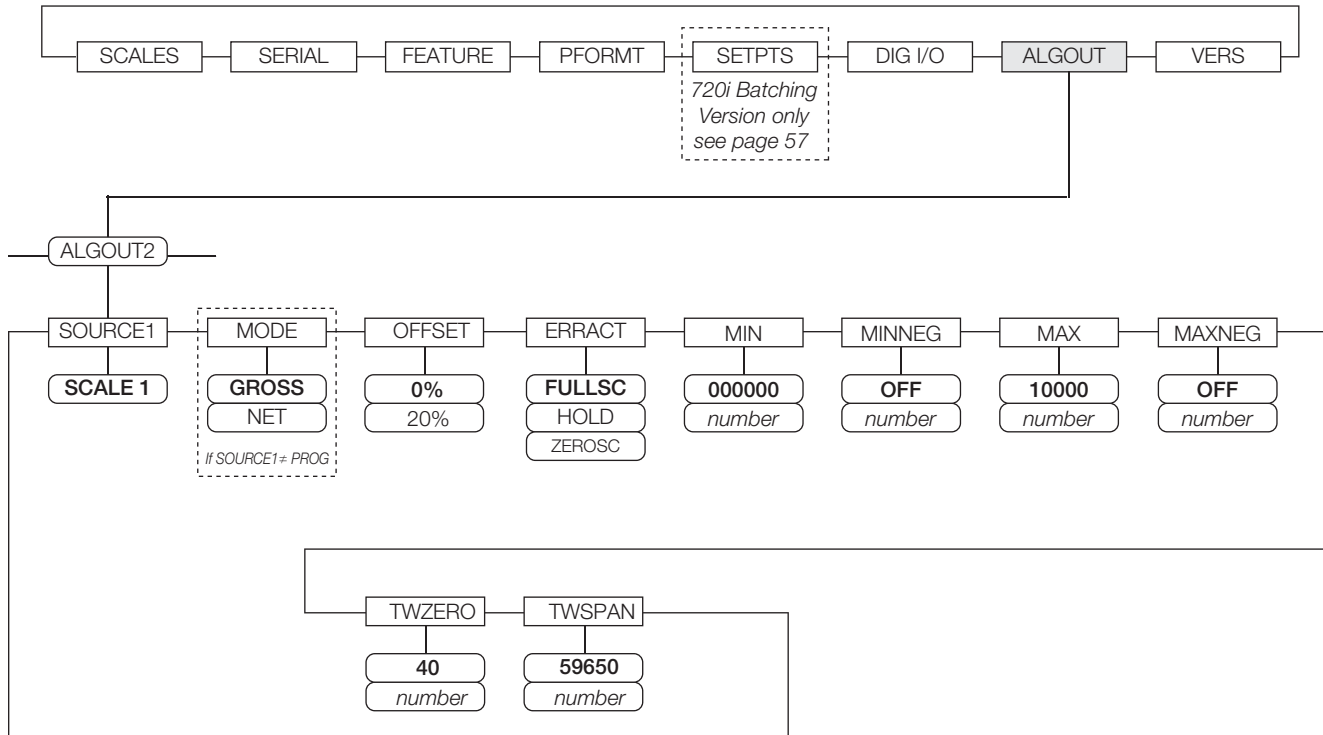 SCALES SERIAL FEATURE PFORMT SETPTS DIG I/O ALGOUT VERS
720i Batching
Version only
see page 57
ALGOUT2
SOURCE1 MODE OFFSET ERRACT MIN MINNEG MAX MAXNEG
SCALE 1 GROSS 0% FULLSC 000000 OFF 10000 OFF
NET 20% HOLD number number number number
If SOURCE1≠ PROG ZEROSC
TWZERO TWSPAN
40 59650
number number